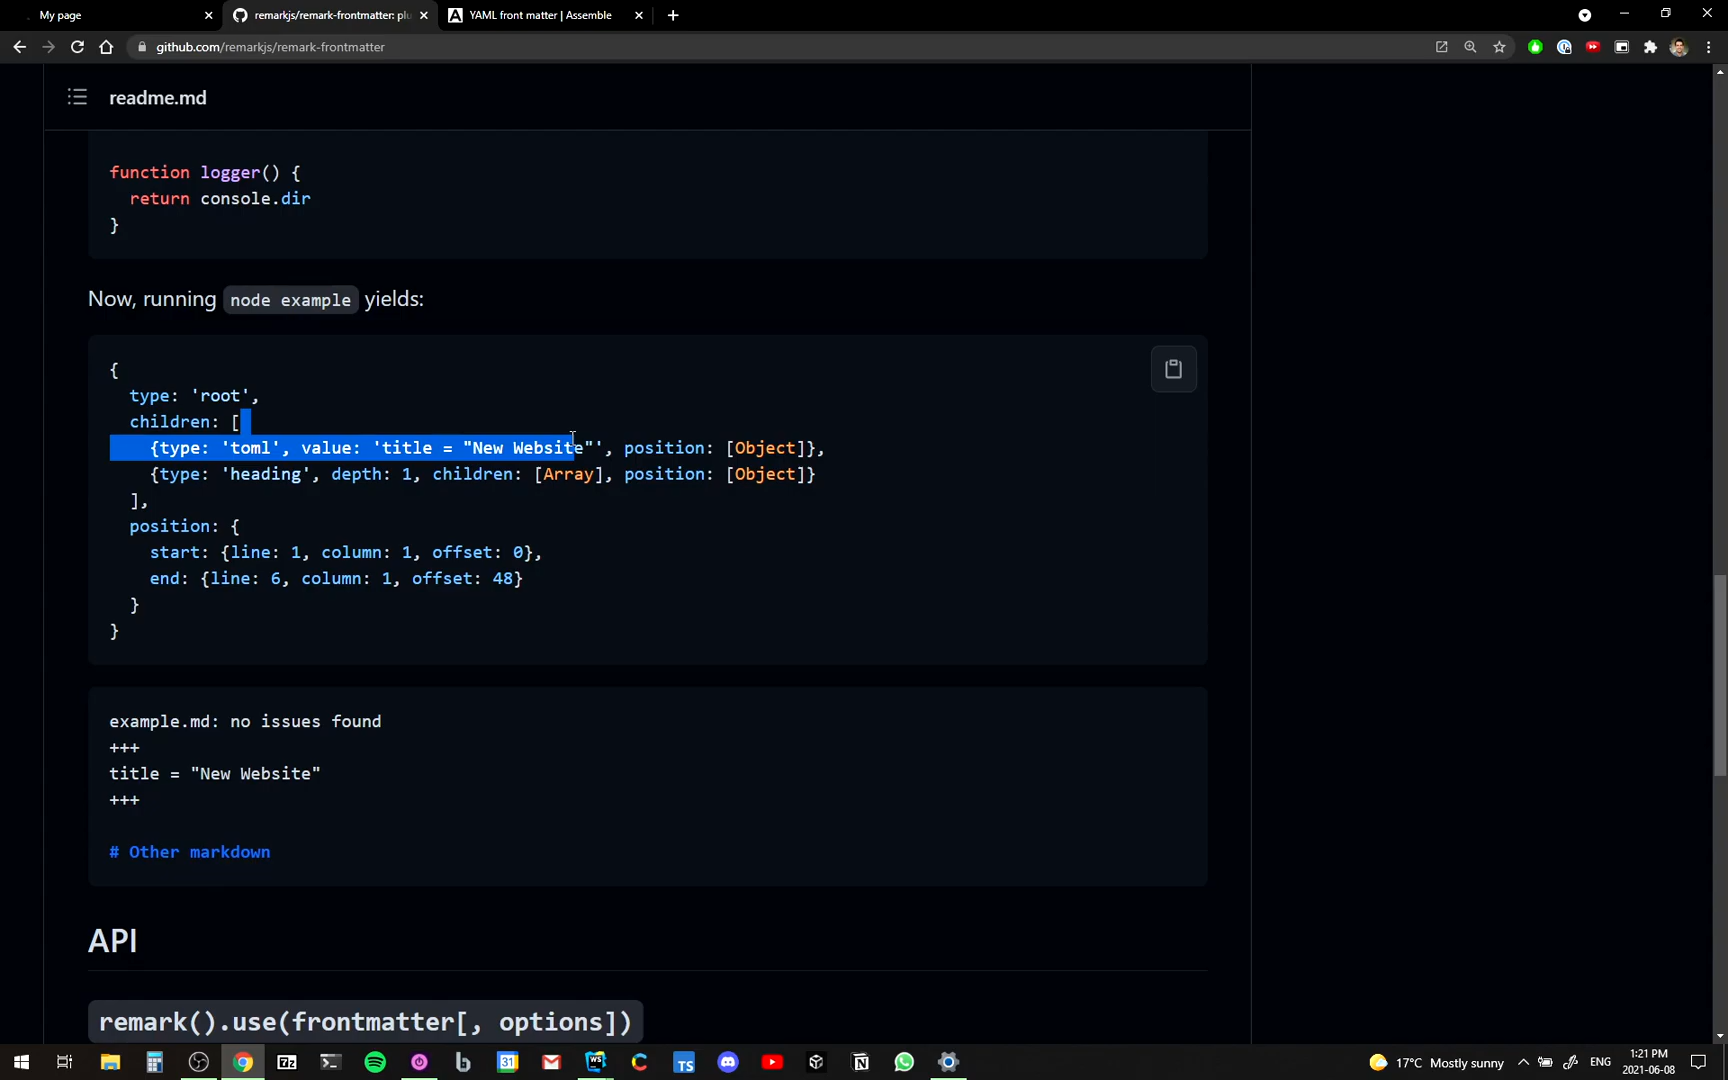 My page
remarkjs/remark-frontmatter: plu
YAML front matter | Assemble
github.com/remarkjs/remark-frontmatter
readme.md
function logger() {
return console.dir
}
Now, running node example yields:
{
type: 'root',
children: [
{type: 'toml', value: 'title = "New Website"', position: [Object]},
{type: 'heading', depth: 1, children: [Array], position: [Object]}
],
position: {
start: {line: 1, column: 1, offset: 0},
end: {line: 6, column: 1, offset: 48}
}
}
example.md: no issues found
+++
title = "New Website"
+++
# Other markdown
API
remark().use(frontmatter[, options])
17°C Mostly sunny
ENG
1:21 PM
2021-06-08